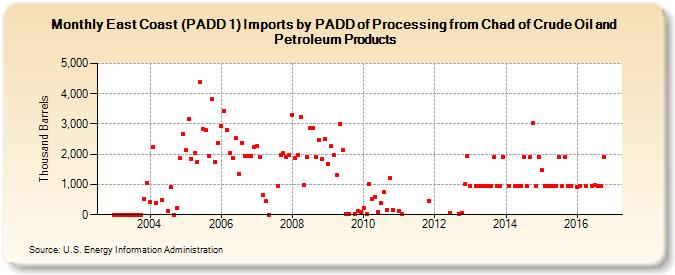 Monthly East Coast (PADD 1) Imports by PADD of Processing from Chad of Crude Oil and
Petroleum Products
Thousand Barrels
5,000
4,000
3,000
2,000
1,000
0
2004 2006 2008 2010 2012 2014 2016
Source: U.S. Energy Information Administration